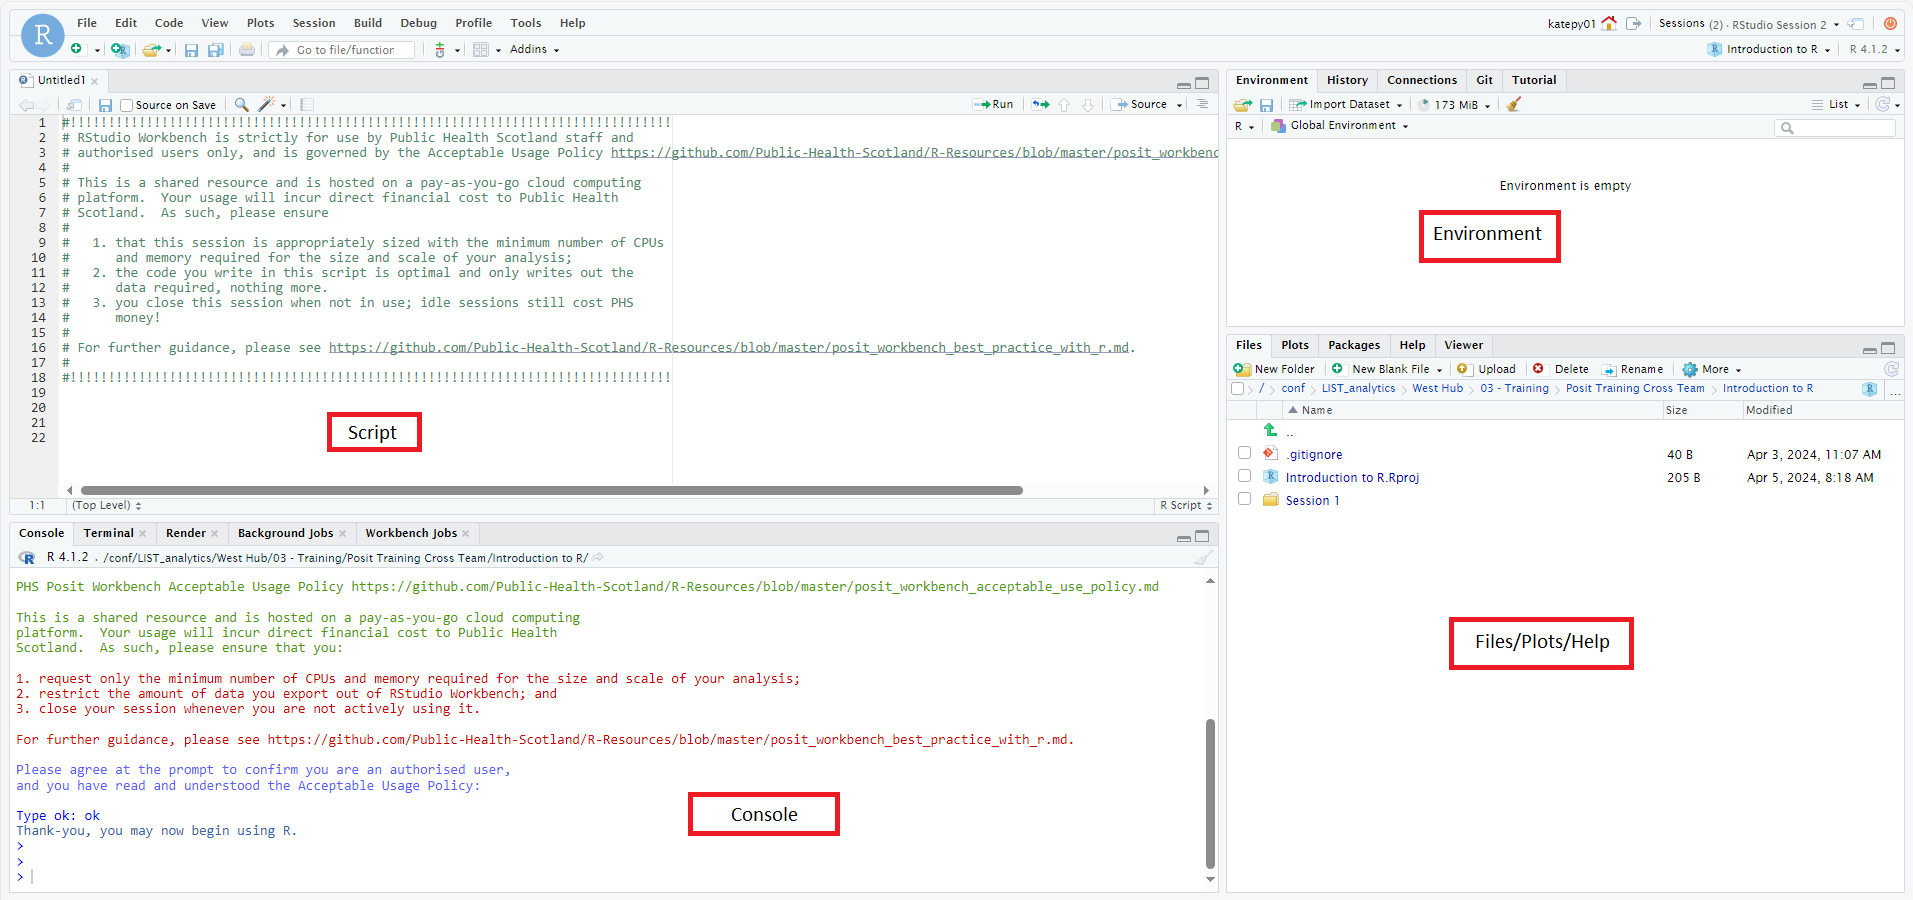 File Edit Code View Plots Session Build Debug Profile Tools Help
katepy01 Sessions (2) · RStudio Session 2
R
Go to file/function Addins
Introduction to R R 4.1.2
Untitled1
Source on Save Run Source
1 #!!!!!!!!!!!!!!!!!!!!!!!!!!!!!!!!!!!!!!!!!!!!!!!!!!!!!!!!!!!!!!!!!!!!!!!!!!!!!!
2 # RStudio Workbench is strictly for use by Public Health Scotland staff and
3 # authorised users only, and is governed by the Acceptable Usage Policy https://github.com/Public-Health-Scotland/R-Resources/blob/master/posit_workbenc
4 #
5 # This is a shared resource and is hosted on a pay-as-you-go cloud computing
6 # platform.  Your usage will incur direct financial cost to Public Health
7 # Scotland.  As such, please ensure
8 #
9 #   1. that this session is appropriately sized with the minimum number of CPUs
10 #      and memory required for the size and scale of your analysis;
11 #   2. the code you write in this script is optimal and only writes out the
12 #      data required, nothing more.
13 #   3. you close this session when not in use; idle sessions still cost PHS
14 #      money!
15 #
16 # For further guidance, please see https://github.com/Public-Health-Scotland/R-Resources/blob/master/posit_workbench_best_practice_with_r.md.
17 #
18 #!!!!!!!!!!!!!!!!!!!!!!!!!!!!!!!!!!!!!!!!!!!!!!!!!!!!!!!!!!!!!!!!!!!!!!!!!!!!!!
19
20
21
22
Script
1:1 (Top Level) R Script
Console Terminal Render Background Jobs Workbench Jobs
R 4.1.2 . /conf/LIST_analytics/West Hub/03 - Training/Posit Training Cross Team/Introduction to R/
PHS Posit Workbench Acceptable Usage Policy https://github.com/Public-Health-Scotland/R-Resources/blob/master/posit_workbench_acceptable_use_policy.md
This is a shared resource and is hosted on a pay-as-you-go cloud computing
platform.  Your usage will incur direct financial cost to Public Health
Scotland.  As such, please ensure that you:
1. request only the minimum number of CPUs and memory required for the size and scale of your analysis;
2. restrict the amount of data you export out of RStudio Workbench; and
3. close your session whenever you are not actively using it.
For further guidance, please see https://github.com/Public-Health-Scotland/R-Resources/blob/master/posit_workbench_best_practice_with_r.md.
Please agree at the prompt to confirm you are an authorised user,
and you have read and understood the Acceptable Usage Policy:
Type ok: ok
Thank-you, you may now begin using R.
>
>
>
Console
Environment History Connections Git Tutorial
Import Dataset 173 MiB List
R Global Environment
Environment is empty
Environment
Files Plots Packages Help Viewer
New Folder New Blank File Upload Delete Rename More
/ conf LIST_analytics West Hub 03 - Training Posit Training Cross Team Introduction to R ...
Name Size Modified
..
.gitignore 40 B Apr 3, 2024, 11:07 AM
Introduction to R.Rproj 205 B Apr 5, 2024, 8:18 AM
Session 1
Files/Plots/Help